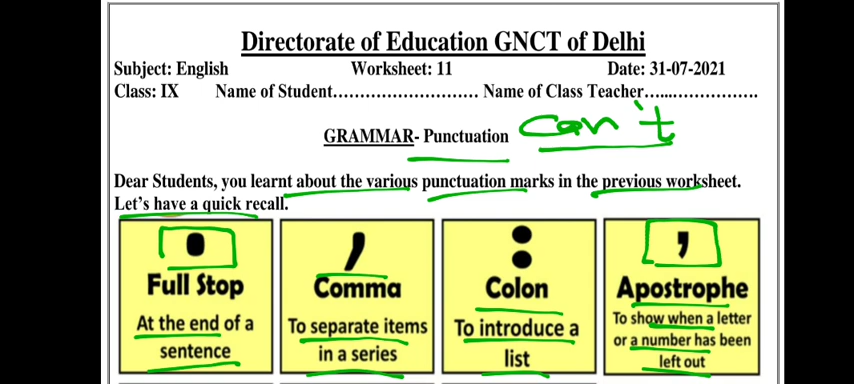 Directorate of Education GNCT of Delhi
Subject: English Worksheet: 11 Date: 31-07-2021
Class: IX Name of Student……………………… Name of Class Teacher…...…………….
GRAMMAR- Punctuation can't
Dear Students, you learnt about the various punctuation marks in the previous worksheet.
Let's have a quick recall.
. , : '
Full Stop Comma Colon Apostrophe
At the end of a sentence
To separate items in a series
To introduce a list
To show when a letter or a number has been left out